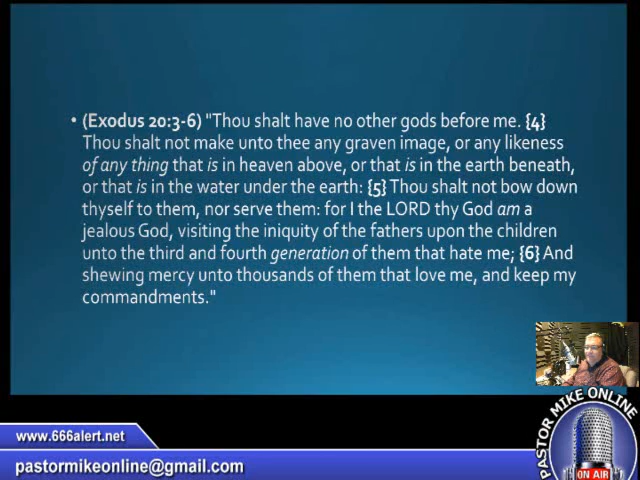 • (Exodus 20:3-6) "Thou shalt have no other gods before me. {4}
Thou shalt not make unto thee any graven image, or any likeness
of any thing that is in heaven above, or that is in the earth beneath,
or that is in the water under the earth: {5} Thou shalt not bow down
thyself to them, nor serve them: for I the LORD thy God am a
jealous God, visiting the iniquity of the fathers upon the children
unto the third and fourth generation of them that hate me; {6} And
shewing mercy unto thousands of them that love me, and keep my
commandments."
www.666alert.net
pastormikeonline@gmail.com
PASTOR MIKE ONLINE
ON AIR